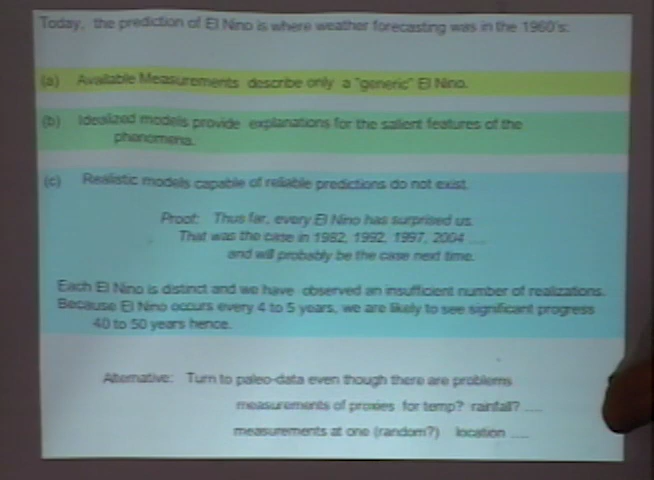 Today, the prediction of El Nino is where weather forecasting was in the 1960's:
(a) Available Measurements describe only a "generic" El Nino.
(b) Idealized models provide explanations for the salient features of the
phenomena.
(c) Realistic models capable of reliable predictions do not exist.
Proof: Thus far, every El Nino has surprised us.
That was the case in 1982, 1992, 1997, 2004 ....
and will probably be the case next time.
Each El Nino is distinct and we have observed an insufficient number of realizations.
Because El Nino occurs every 4 to 5 years, we are likely to see significant progress
40 to 50 years hence.
Alternative: Turn to paleo-data even though there are problems
measurements of proxies for temp? rainfall? ....
measurements at one (random?) location ....